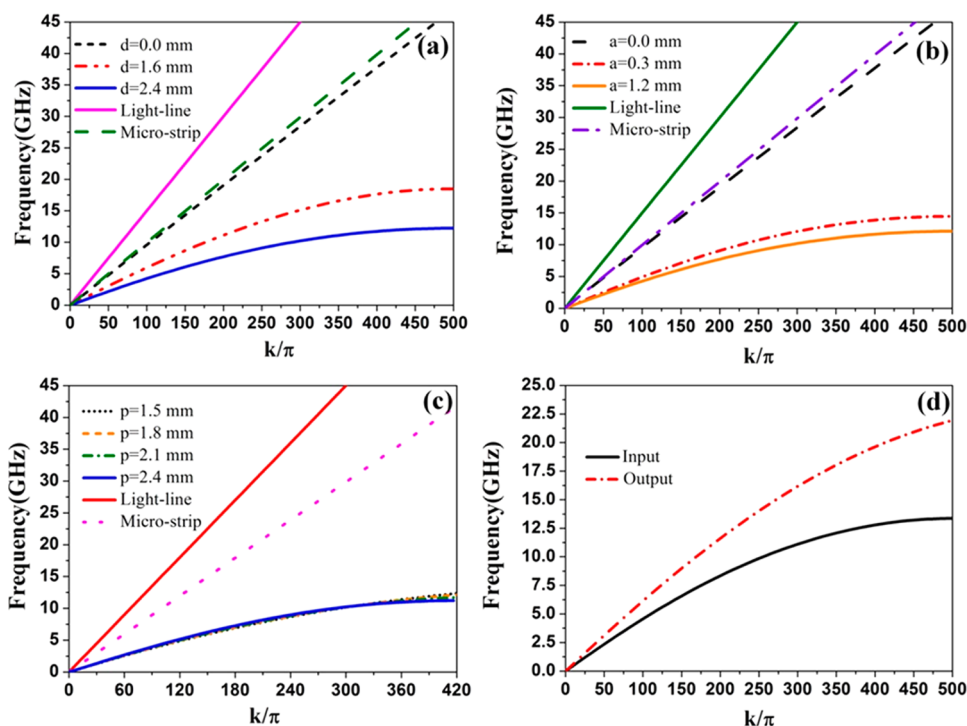 (a)
d=0.0 mm
d=1.6 mm
d=2.4 mm
Light-line
Micro-strip
Frequency(GHz)
45
40
35
30
25
20
15
10
5
0
0 50 100 150 200 250 300 350 400 450 500
k/π
(b)
a=0.0 mm
a=0.3 mm
a=1.2 mm
Light-line
Micro-strip
Frequency(GHz)
45
40
35
30
25
20
15
10
5
0
0 50 100 150 200 250 300 350 400 450 500
k/π
(c)
p=1.5 mm
p=1.8 mm
p=2.1 mm
p=2.4 mm
Light-line
Micro-strip
Frequency(GHz)
45
40
35
30
25
20
15
10
5
0
0 60 120 180 240 300 360 420
k/π
(d)
Input
Output
Frequency(GHz)
25.0
22.5
20.0
17.5
15.0
12.5
10.0
7.5
5.0
2.5
0.0
0 50 100 150 200 250 300 350 400 450 500
k/π